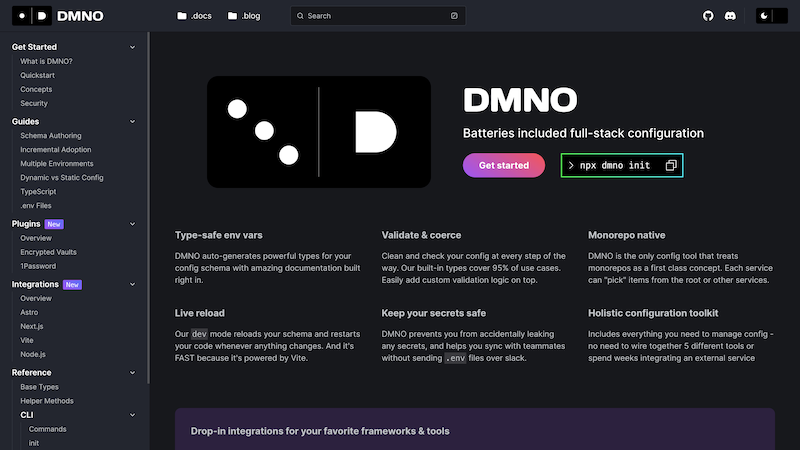 DMNO
.docs
.blog
Search
Get Started
What is DMNO?
Quickstart
Concepts
Security
Guides
Schema Authoring
Incremental Adoption
Multiple Environments
Dynamic vs Static Config
TypeScript
.env Files
Plugins New
Overview
Encrypted Vaults
1Password
Integrations New
Overview
Astro
Next.js
Vite
Node.js
Reference
Base Types
Helper Methods
CLI
Commands
init
DMNO
Batteries included full-stack configuration
Get started
> npx dmno init
Type-safe env vars
DMNO auto-generates powerful types for your
config schema with amazing documentation built
right in.
Validate & coerce
Clean and check your config at every step of the
way. Our built-in types cover 95% of use cases.
Easily add custom validation logic on top.
Monorepo native
DMNO is the only config tool that treats
monorepos as a first class concept. Each service
can "pick" items from the root or other services.
Live reload
Our dev mode reloads your schema and restarts
your code whenever anything changes. And it's
FAST because it's powered by Vite.
Keep your secrets safe
DMNO prevents you from accidentally leaking
any secrets, and helps you sync with teammates
without sending .env files over slack.
Holistic configuration toolkit
Includes everything you need to manage config -
no need to wire together 5 different tools or
spend weeks integrating an external service
Drop-in integrations for your favorite frameworks & tools